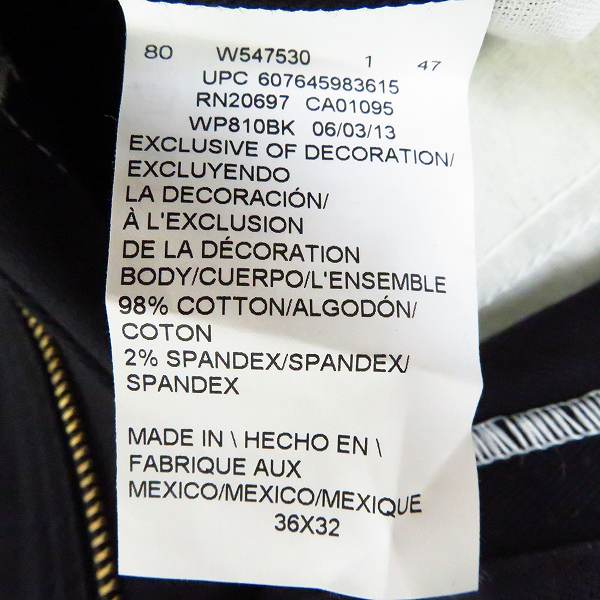 80 W547530 1 47
UPC 607645983615
RN20697 CA01095
WP810BK 06/03/13
EXCLUSIVE OF DECORATION/
EXCLUYENDO
LA DECORACIÓN/
À L'EXCLUSION
DE LA DÉCORATION
BODY/CUERPO/L'ENSEMBLE
98% COTTON/ALGODÓN/
COTON
2% SPANDEX/SPANDEX/
SPANDEX
MADE IN \ HECHO EN \
FABRIQUE AUX
MEXICO/MEXICO/MEXIQUE
36X32